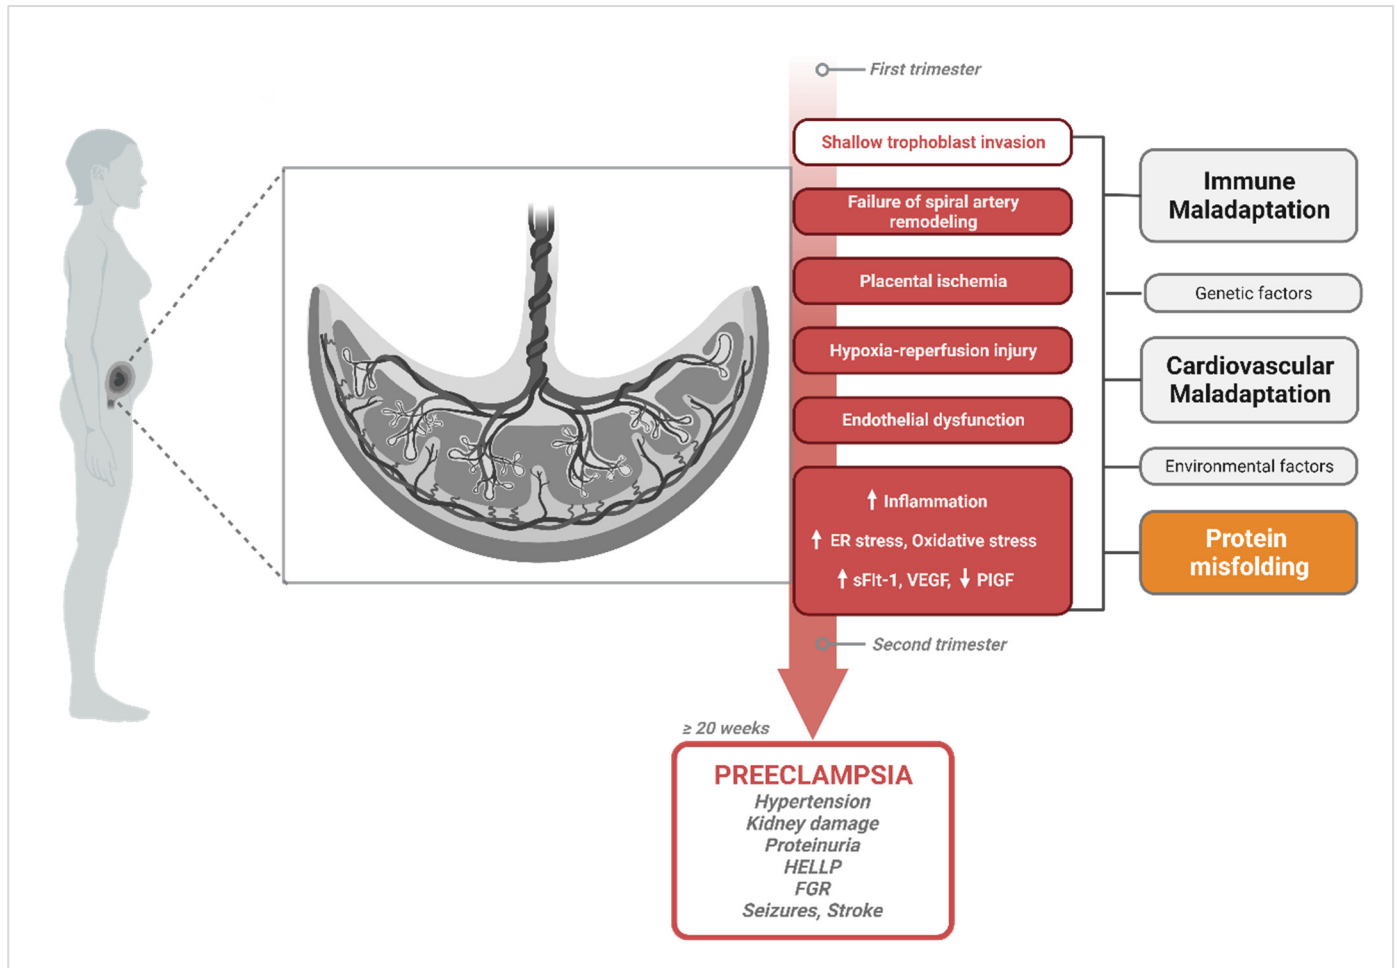 First trimester
Shallow trophoblast invasion
Failure of spiral artery
remodeling
Placental ischemia
Hypoxia-reperfusion injury
Endothelial dysfunction
↑ Inflammation
↑ ER stress, Oxidative stress
↑ sFlt-1, VEGF, ↓ PlGF
Second trimester
Immune
Maladaptation
Genetic factors
Cardiovascular
Maladaptation
Environmental factors
Protein
misfolding
≥ 20 weeks
PREECLAMPSIA
Hypertension
Kidney damage
Proteinuria
HELLP
FGR
Seizures, Stroke